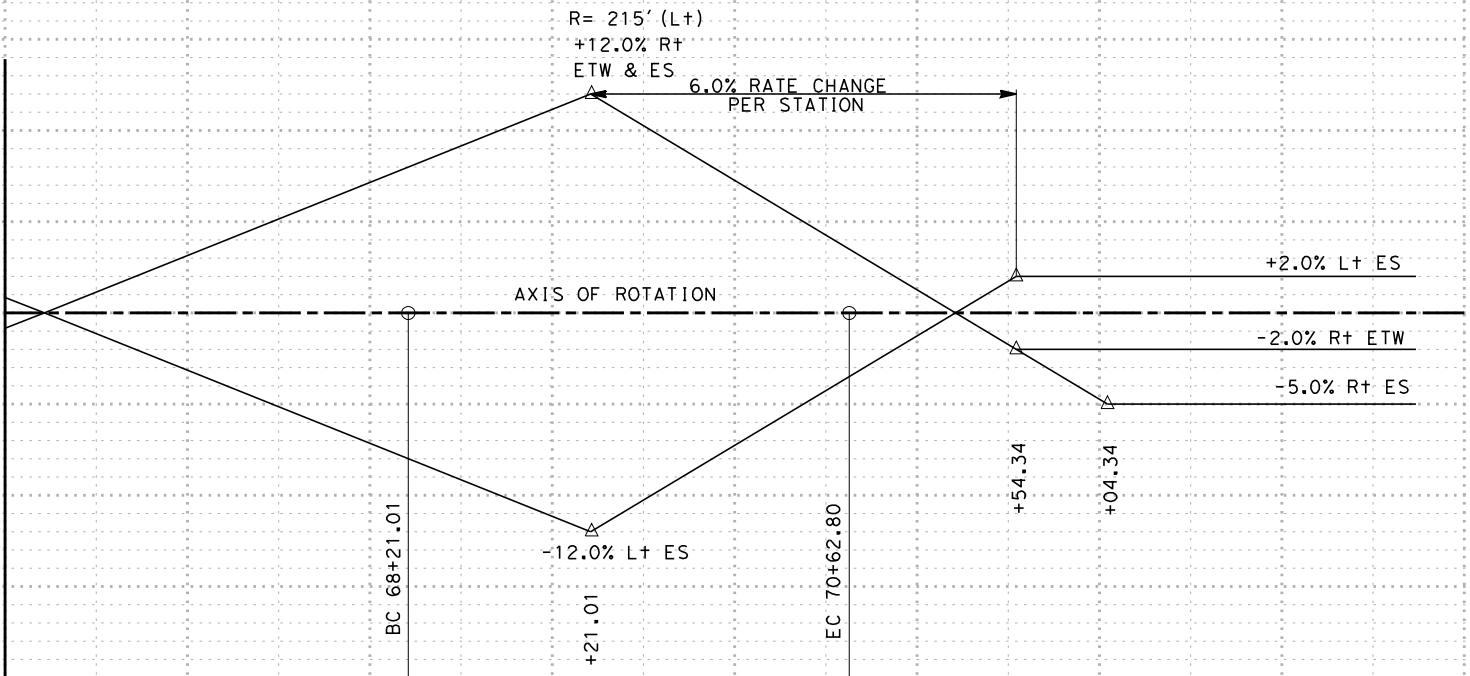 R= 215' (Lt)
+12.0% Rt
ETW & ES
6.0% RATE CHANGE
PER STATION
+2.0% Lt ES
AXIS OF ROTATION
-2.0% Rt ETW
-5.0% Rt ES
+54.34
+04.34
BC 68+21.01
EC 70+62.80
-12.0% Lt ES
+21.01